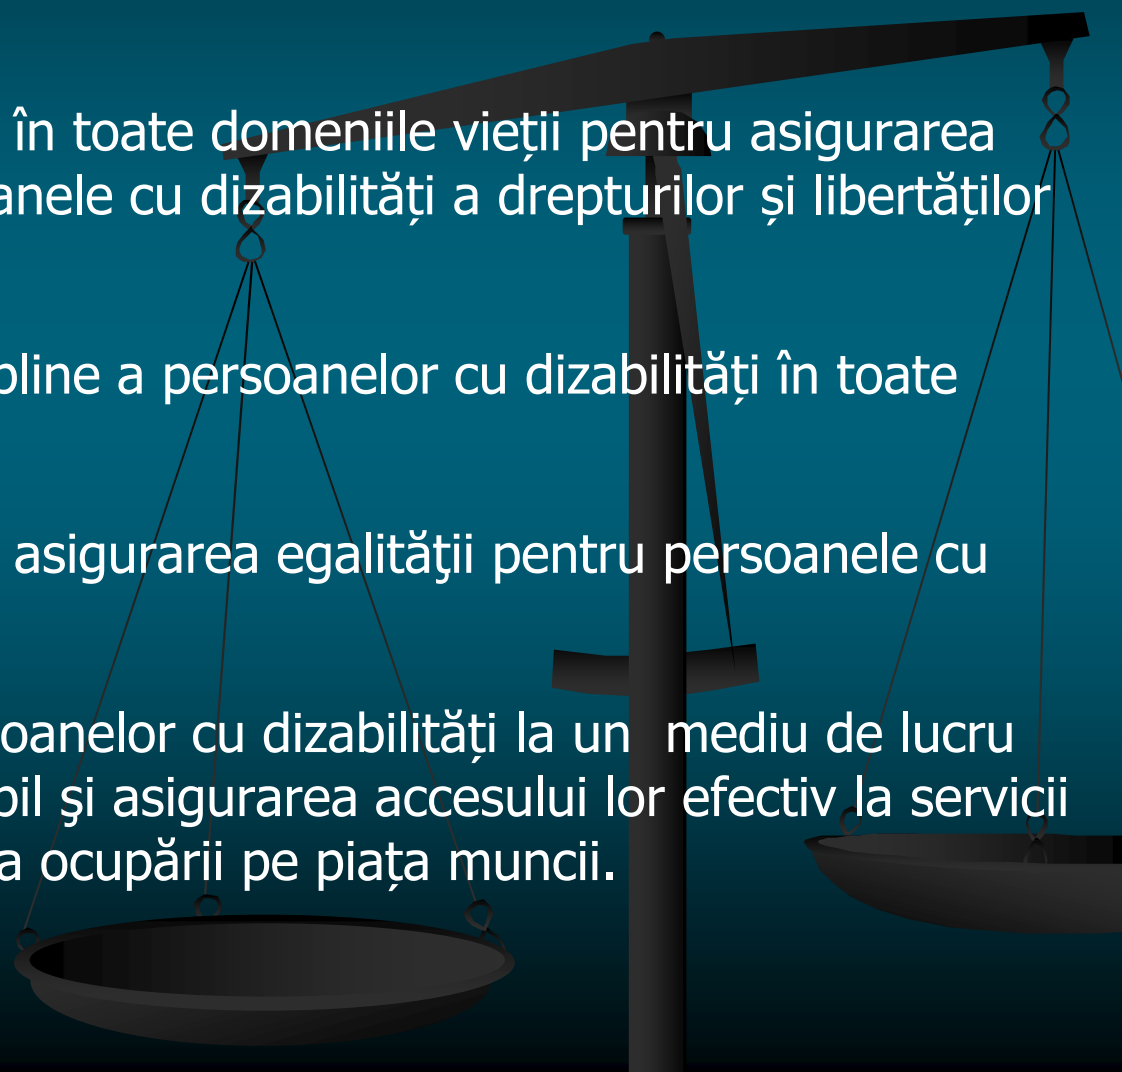 în toate domeniile vieții pentru asigurarea
anele cu dizabilități a drepturilor și libertăților
pline a persoanelor cu dizabilități în toate
asigurarea egalităţii pentru persoanele cu
oanelor cu dizabilități la un  mediu de lucru
bil şi asigurarea accesului lor efectiv la servicii
a ocupării pe piața muncii.